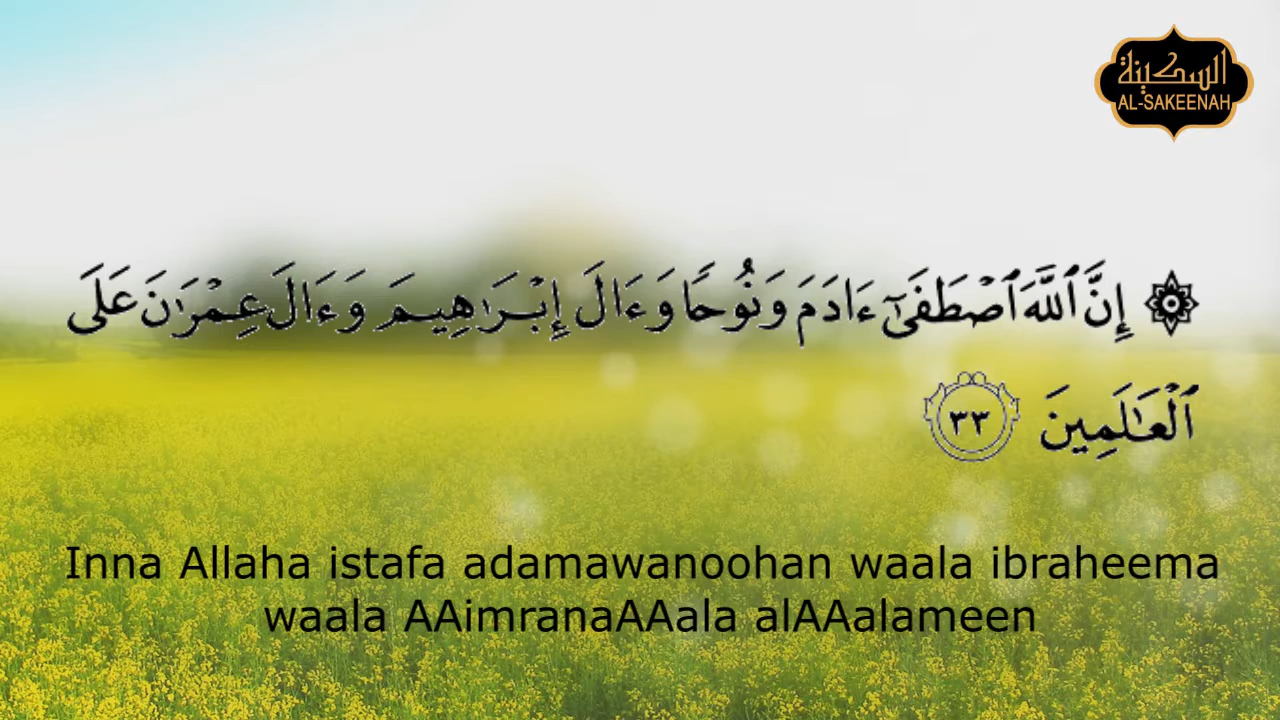 السكينة
AL-SAKEENAH
۞ إِنَّ ٱللَّهَ ٱصْطَفَىٰٓ ءَادَمَ وَنُوحًا وَءَالَ إِبْرَٰهِيمَ وَءَالَ عِمْرَٰنَ عَلَى
ٱلْعَـٰلَمِينَ ٣٣
Inna Allaha istafa adamawanoohan waala ibraheema
waala AAimranaAAala alAAalameen